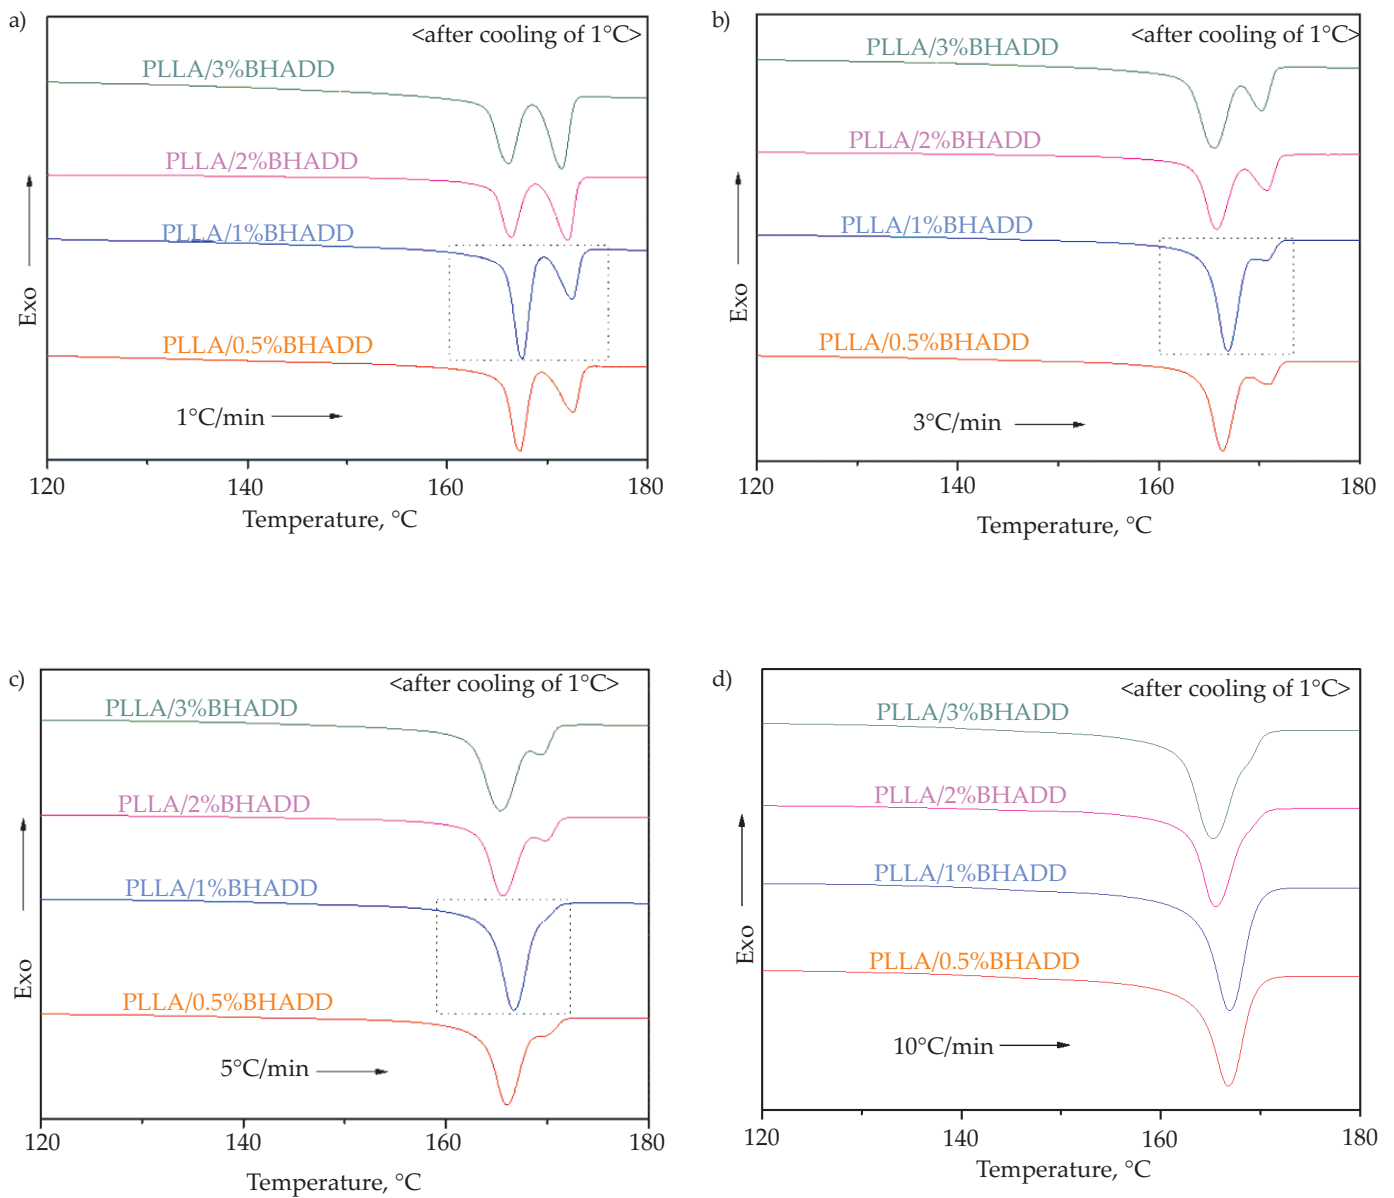 a)
<after cooling of 1°C>
PLLA/3%BHADD
PLLA/2%BHADD
PLLA/1%BHADD
PLLA/0.5%BHADD
1°C/min
Exo
120 140 160 180
Temperature, °C
b)
<after cooling of 1°C>
PLLA/3%BHADD
PLLA/2%BHADD
PLLA/1%BHADD
PLLA/0.5%BHADD
3°C/min
Exo
120 140 160 180
Temperature, °C
c)
<after cooling of 1°C>
PLLA/3%BHADD
PLLA/2%BHADD
PLLA/1%BHADD
PLLA/0.5%BHADD
5°C/min
Exo
120 140 160 180
Temperature, °C
d)
<after cooling of 1°C>
PLLA/3%BHADD
PLLA/2%BHADD
PLLA/1%BHADD
PLLA/0.5%BHADD
10°C/min
Exo
120 140 160 180
Temperature, °C